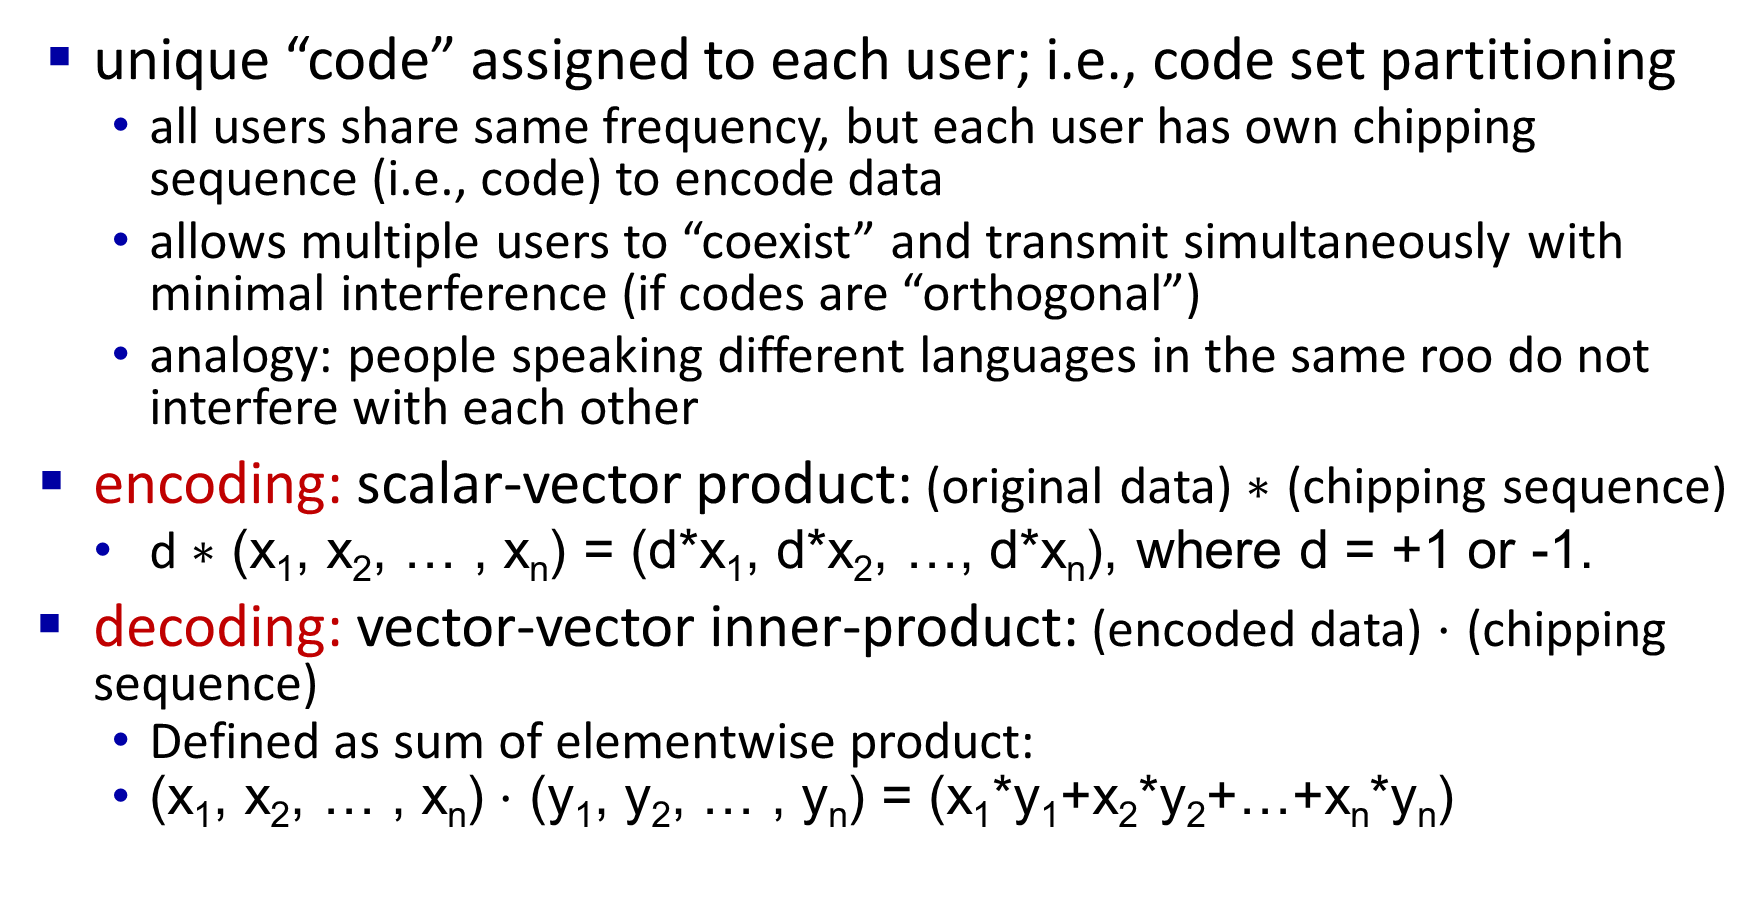 ▪ unique “code” assigned to each user; i.e., code set partitioning
• all users share same frequency, but each user has own chipping
sequence (i.e., code) to encode data
• allows multiple users to “coexist” and transmit simultaneously with
minimal interference (if codes are “orthogonal”)
• analogy: people speaking different languages in the same roo do not
interfere with each other
▪ encoding: scalar-vector product: (original data) ∗ (chipping sequence)
• d ∗ (x₁, x₂, … , xₙ) = (d*x₁, d*x₂, …, d*xₙ), where d = +1 or -1.
▪ decoding: vector-vector inner-product: (encoded data) · (chipping
sequence)
• Defined as sum of elementwise product:
• (x₁, x₂, … , xₙ) · (y₁, y₂, … , yₙ) = (x₁*y₁+x₂*y₂+…+xₙ*yₙ)